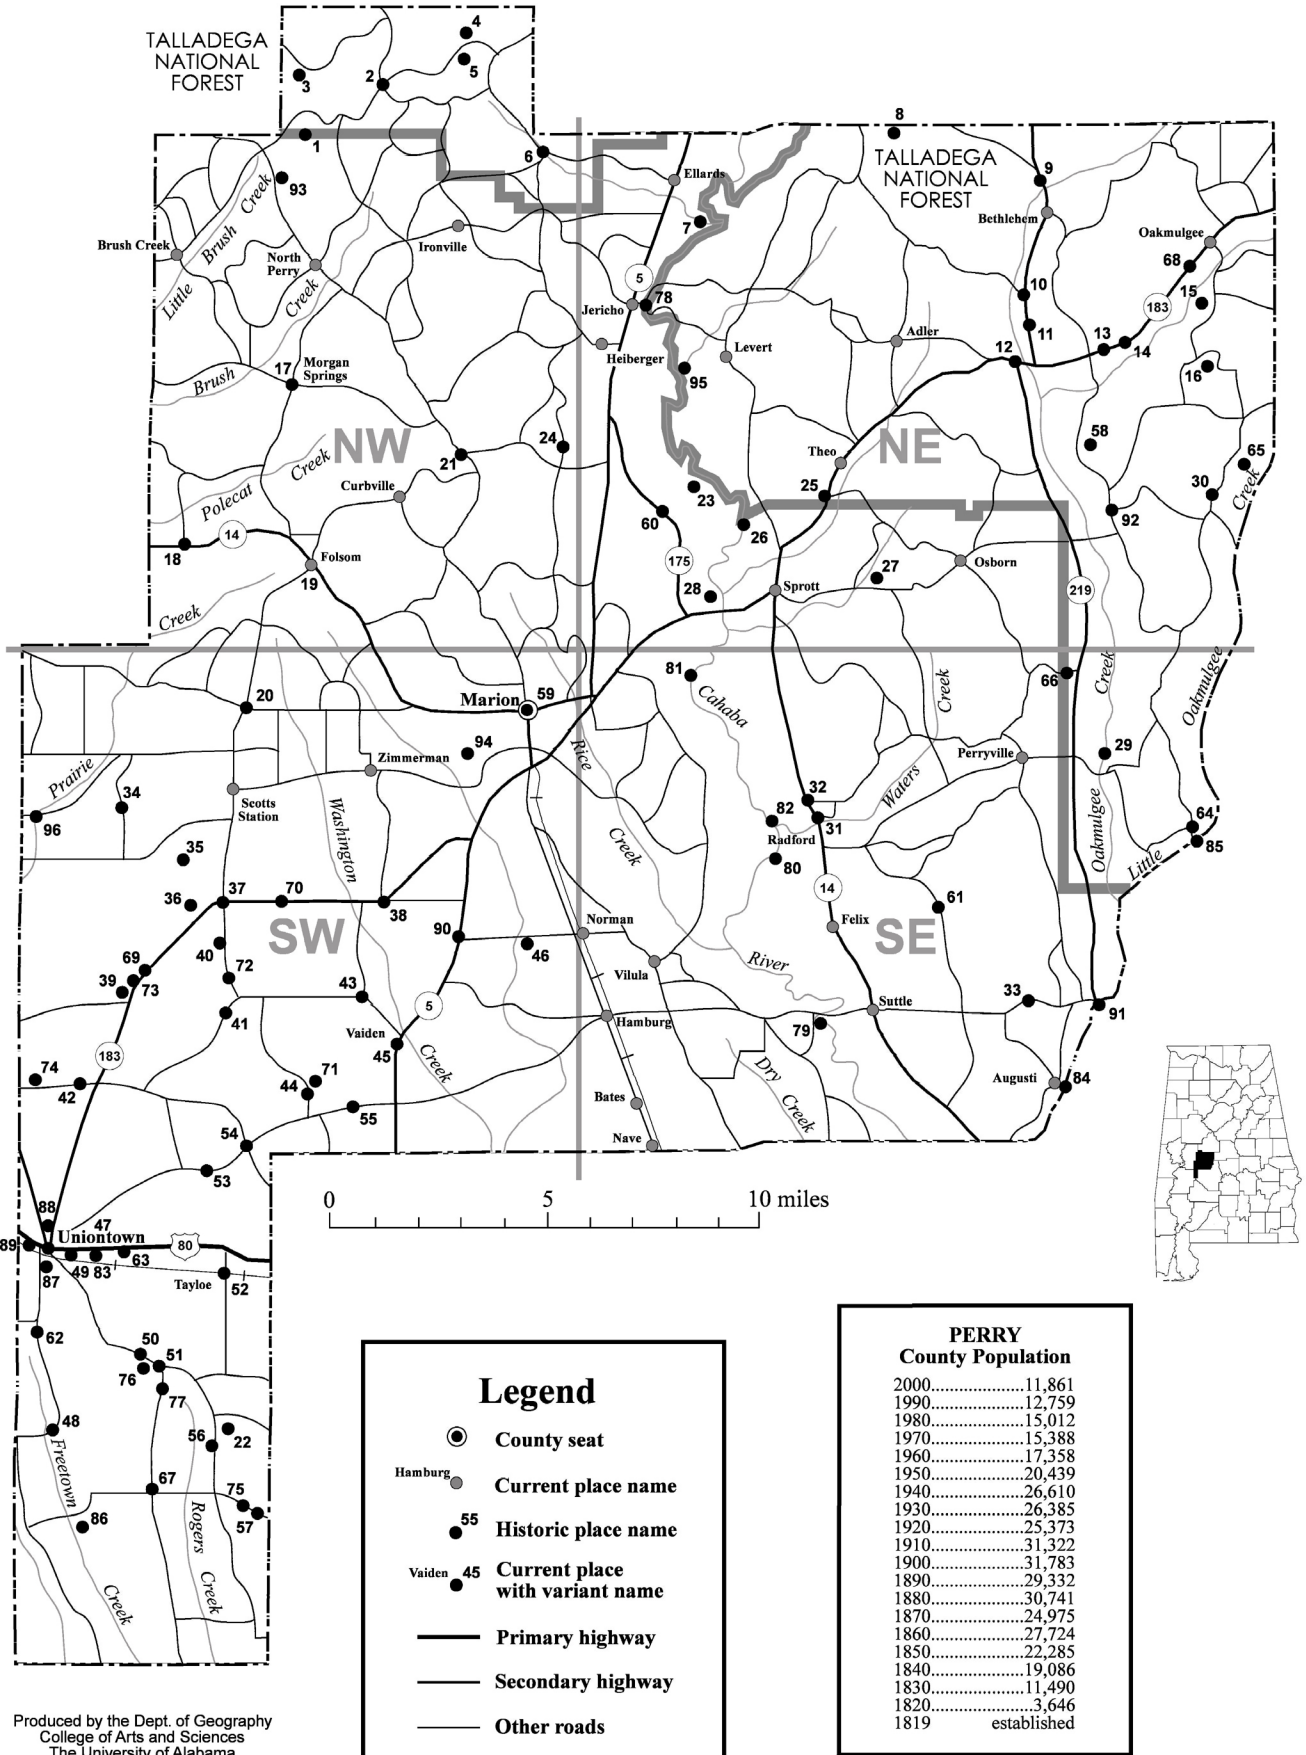 4
TALLADEGA
NATIONAL
FOREST
5
2
3
8
1
6
TALLADEGA
NATIONAL
FOREST
9
93
Ellards
Creek
Bethlehem
7
Oakmulgee
Brush Creek
Brush
Ironville
North
Perry
68
5
Creek
Little
78
10
15
183
Jericho
11
Adler
13
14
Levert
12
Heiberger
17
Morgan
Springs
16
Brush
95
NW
24
NE
58
Theo
65
21
Creek
Curbville
Polecat
25
30
23
Creek
60
92
26
14
18
Folsom
175
27
Osborn
19
28
Sprott
219
Creek
81
66
Creek
20
Marion
59
Cahaba
Creek
Oakmulgee
94
Rice
29
Zimmerman
Perryville
Prairie
34
Scotts
Station
Washington
32
Waters
96
82
31
64
Radford
Creek
85
35
80
Oakmulgee
Little
36
37
70
38
14
61
SW
90
Norman
Felix
SE
40
46
69
River
39
73
72
43
Vilula
33
41
5
Suttle
91
Vaiden
Hamburg
79
45
183
74
71
Creek
Dry
Augusti
84
42
44
55
Bates
Creek
54
Nave
53
0 5 10 miles
88
47
Uniontown
89
80
49
83
63
87
Tayloe
52
62
50
51
76
77
48
56
22
Freetown
67
75
Rogers
86
57
Creek
Creek
Legend
County seat
Hamburg
Current place name
55
Historic place name
Vaiden 45
Current place
with variant name
Primary highway
Secondary highway
Other roads
PERRY
County Population
2000....................11,861
1990....................12,759
1980....................15,012
1970....................15,388
1960....................17,358
1950....................20,439
1940....................26,610
1930....................26,385
1920....................25,373
1910....................31,322
1900....................31,783
1890....................29,332
1880....................30,741
1870....................24,975
1860....................27,724
1850....................22,285
1840....................19,086
1830....................11,490
1820......................3,646
1819 established
Produced by the Dept. of Geography
College of Arts and Sciences
The University of Alabama